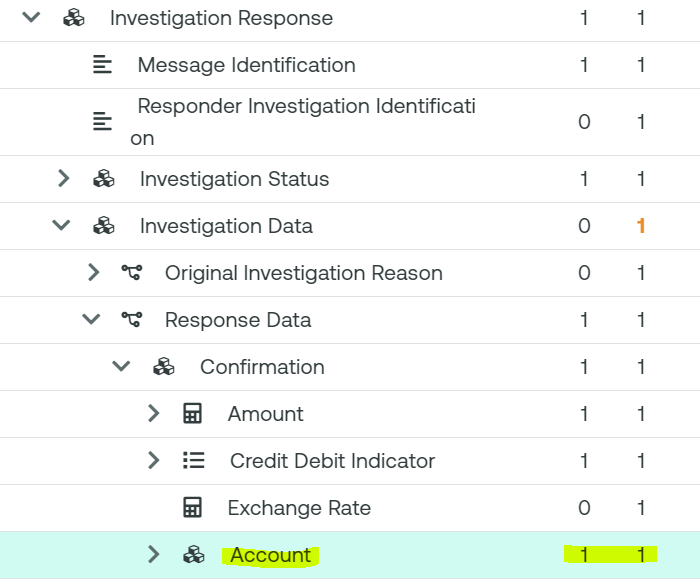 Investigation Response 1 1
Message Identification 1 1
Responder Investigation Identificati 0 1
on
Investigation Status 1 1
Investigation Data 0 1
Original Investigation Reason 0 1
Response Data 1 1
Confirmation 1 1
Amount 1 1
Credit Debit Indicator 1 1
Exchange Rate 0 1
Account 1 1